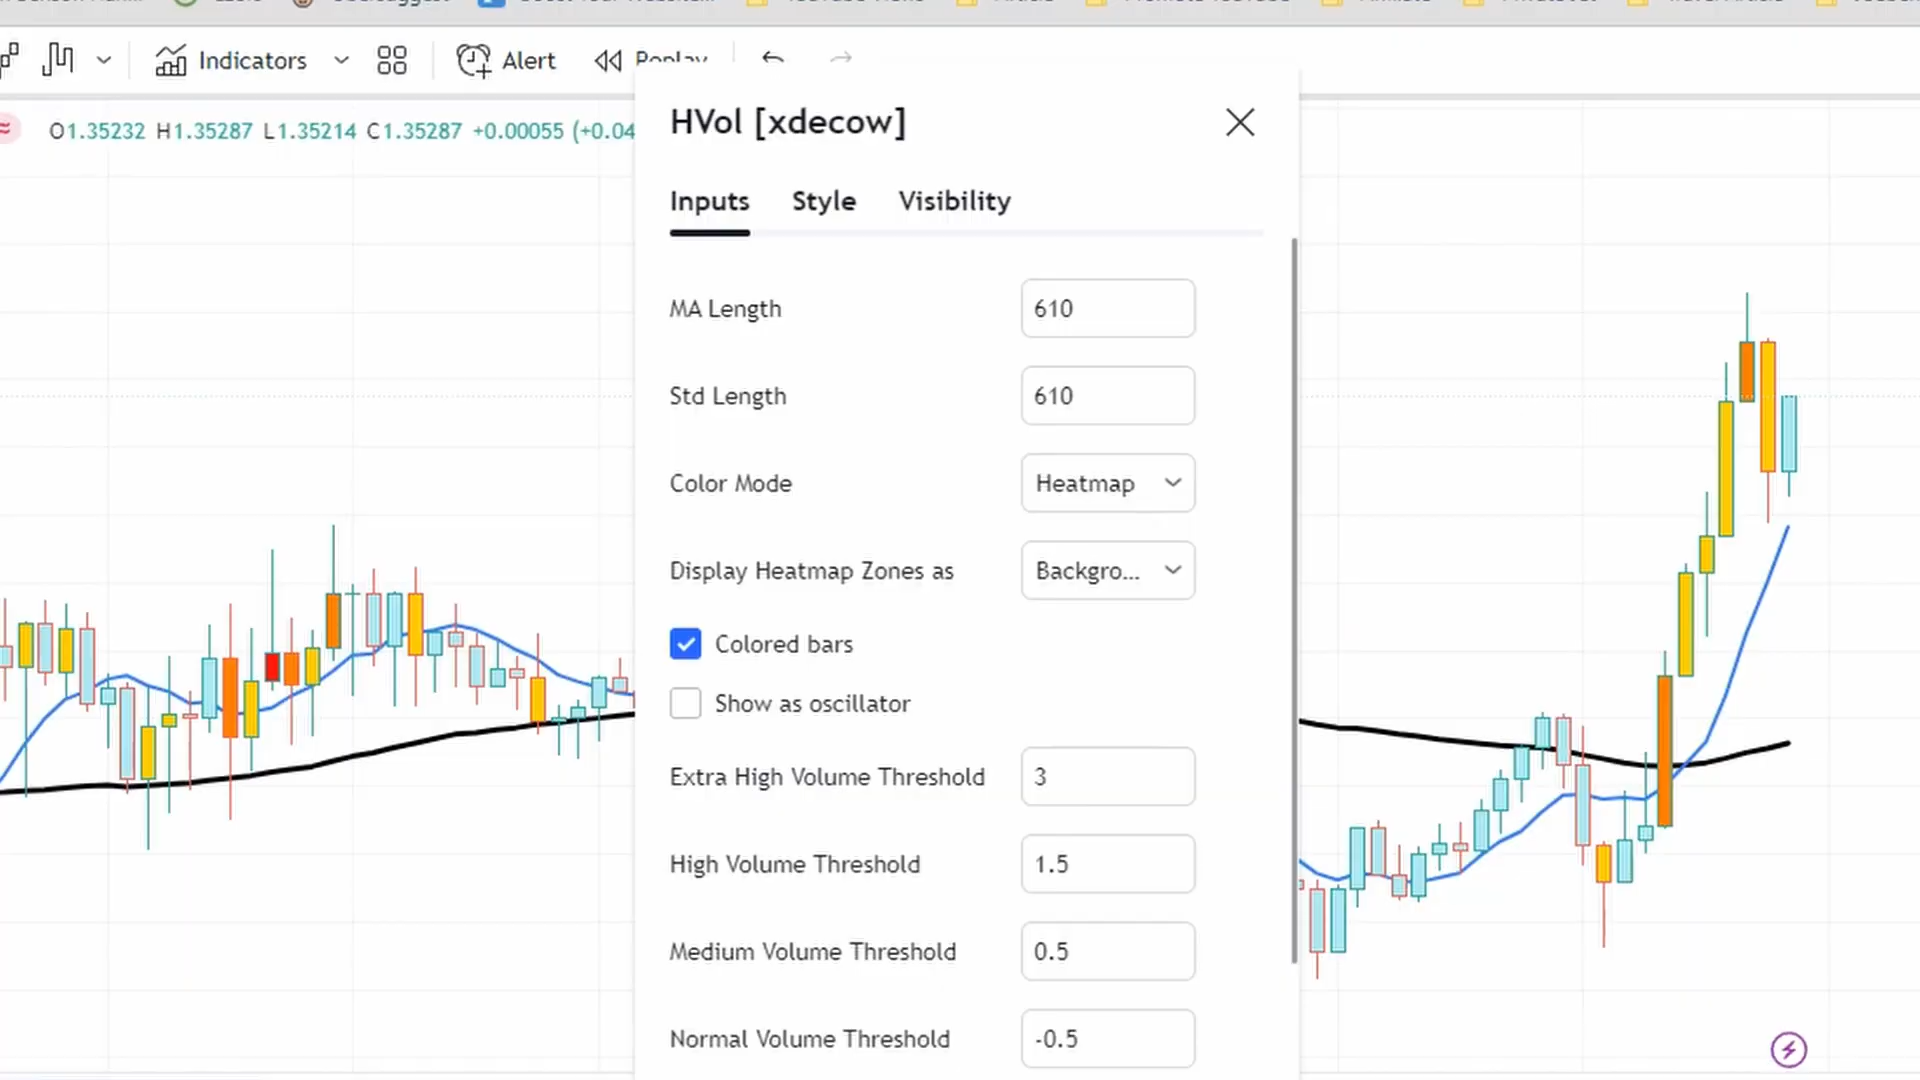 Indicators
Alert
Replay
O1.35232 H1.35287 L1.35214 C1.35287 +0.00055 (+0.04
HVol [xdecow]
Inputs
Style
Visibility
MA Length
610
Std Length
610
Color Mode
Heatmap
Display Heatmap Zones as
Backgro...
Colored bars
Show as oscillator
Extra High Volume Threshold
3
High Volume Threshold
1.5
Medium Volume Threshold
0.5
Normal Volume Threshold
-0.5